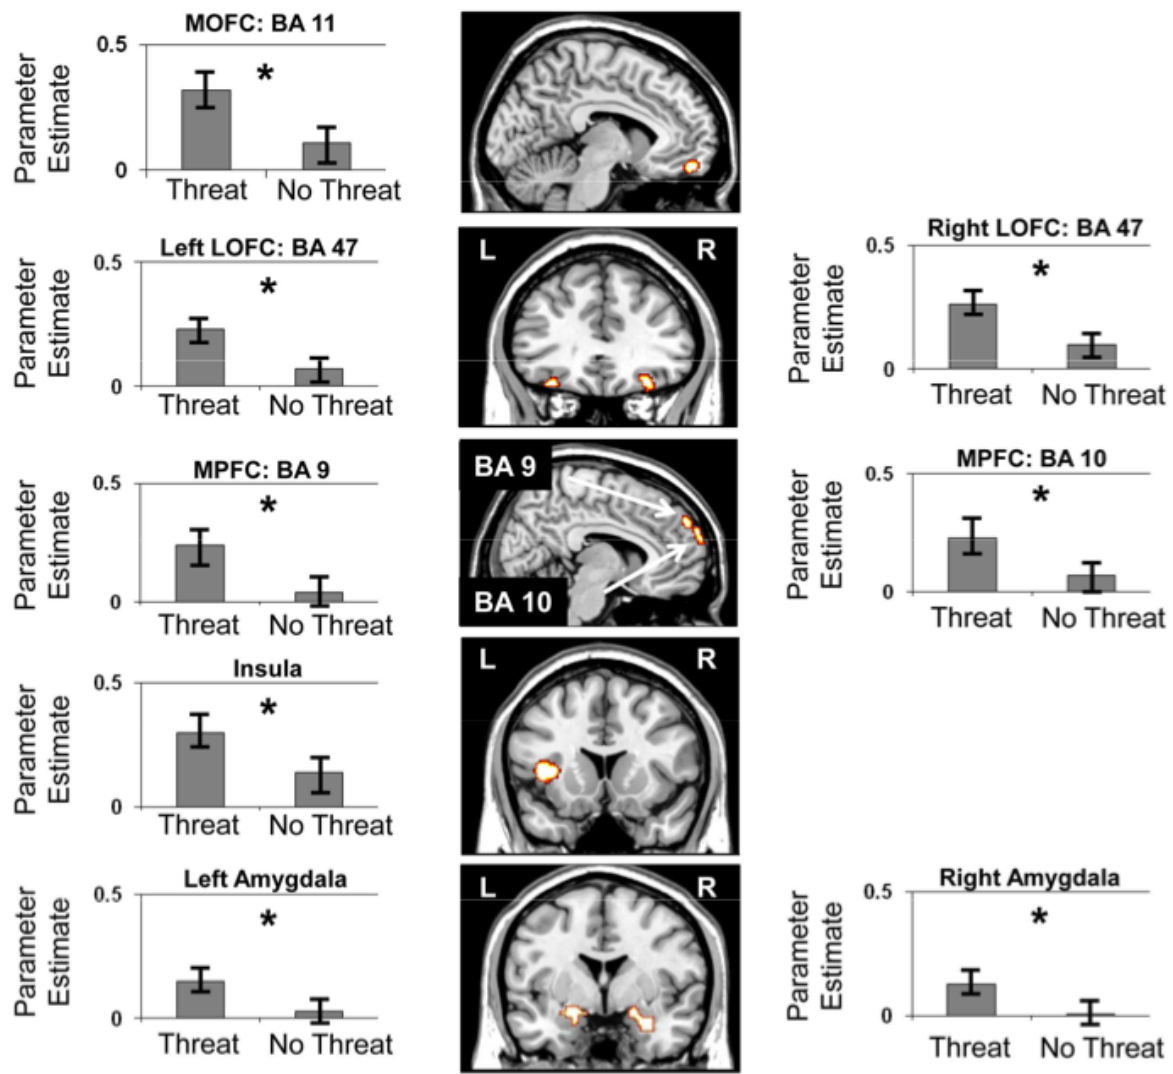 MOFC: BA 11
Parameter
Estimate
0.5
*
0
Threat No Threat
Left LOFC: BA 47
Parameter
Estimate
0.5
*
0
Threat No Threat
L R
Right LOFC: BA 47
Parameter
Estimate
0.5
*
0
Threat No Threat
MPFC: BA 9
Parameter
Estimate
0.5
*
0
Threat No Threat
BA 9
BA 10
MPFC: BA 10
Parameter
Estimate
0.5
*
0
Threat No Threat
Insula
Parameter
Estimate
0.5
*
0
Threat No Threat
L R
Left Amygdala
Parameter
Estimate
0.5
*
0
Threat No Threat
L R
Right Amygdala
Parameter
Estimate
0.5
*
0
Threat No Threat